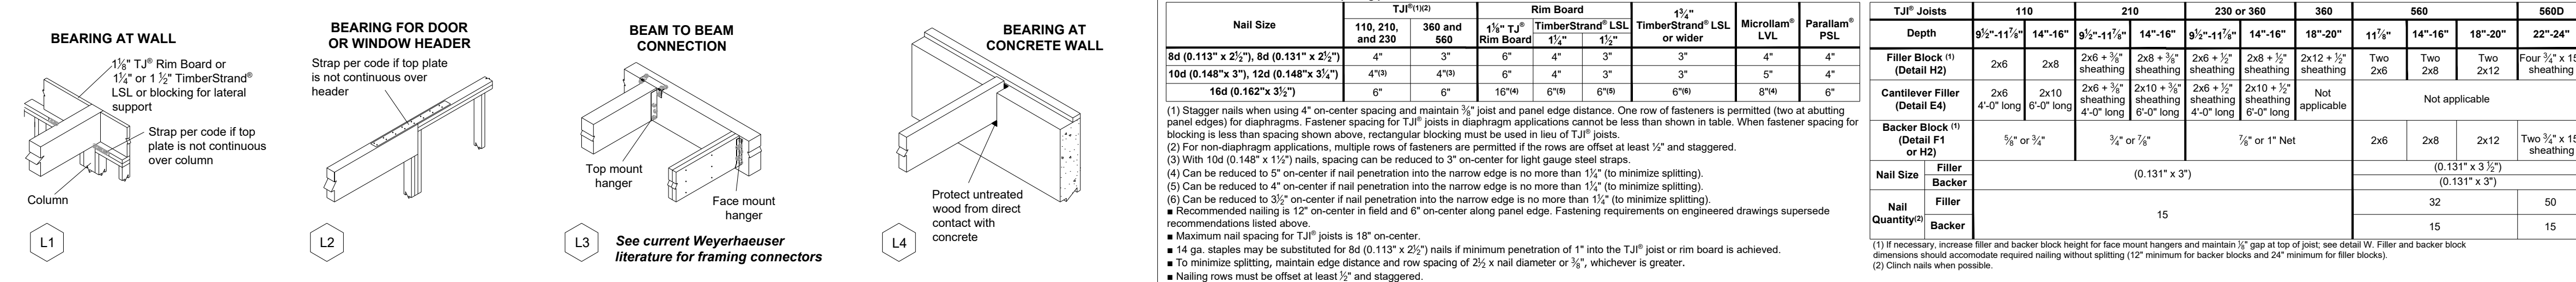 BEARING AT WALL
1⅛" TJ® Rim Board or
1¼" or 1 ½" TimberStrand®
LSL or blocking for lateral
support
Strap per code if top
plate is not continuous
over column
Column
L1
BEARING FOR DOOR
OR WINDOW HEADER
Strap per code if top plate
is not continuous over
header
L2
BEAM TO BEAM
CONNECTION
Top mount
hanger
Face mount
hanger
L3
See current Weyerhaeuser
literature for framing connectors
BEARING AT
CONCRETE WALL
Protect untreated
wood from direct
contact with
concrete
L4
Nail Size TJI®(1)(2) Rim Board 1¾" TimberStrand® LSL or wider Microllam® LVL Parallam® PSL
110, 210, and 230 360 and 560 1⅛" TJ® Rim Board TimberStrand® LSL 1¼" 1½"
8d (0.113" x 2½"), 8d (0.131" x 2½") 4" 3" 6" 4" 3" 3" 4" 4"
10d (0.148"x 3"), 12d (0.148"x 3¼") 4"(3) 4"(3) 6" 4" 3" 3" 5" 4"
16d (0.162"x 3½") 6" 6" 16"(4) 6"(5) 6"(5) 6"(6) 8"(4) 6"
(1) Stagger nails when using 4" on-center spacing and maintain ⅜" joist and panel edge distance. One row of fasteners is permitted (two at abutting
panel edges) for diaphragms. Fastener spacing for TJI® joists in diaphragm applications cannot be less than shown in table. When fastener spacing for
blocking is less than spacing shown above, rectangular blocking must be used in lieu of TJI® joists.
(2) For non-diaphragm applications, multiple rows of fasteners are permitted if the rows are offset at least ½" and staggered.
(3) With 10d (0.148" x 1½") nails, spacing can be reduced to 3" on-center for light gauge steel straps.
(4) Can be reduced to 5" on-center if nail penetration into the narrow edge is no more than 1¼" (to minimize splitting).
(5) Can be reduced to 4" on-center if nail penetration into the narrow edge is no more than 1¼" (to minimize splitting).
(6) Can be reduced to 3½" on-center if nail penetration into the narrow edge is no more than 1¼" (to minimize splitting).
■ Recommended nailing is 12" on-center in field and 6" on-center along panel edge. Fastening requirements on engineered drawings supersede
recommendations listed above.
■ Maximum nail spacing for TJI® joists is 18" on-center.
■ 14 ga. staples may be substituted for 8d (0.113" x 2½") nails if minimum penetration of 1" into the TJI® joist or rim board is achieved.
■ To minimize splitting, maintain edge distance and row spacing of 2½ x nail diameter or ⅜", whichever is greater.
■ Nailing rows must be offset at least ½" and staggered.
TJI® Joists 110 210 230 or 360 360 560 560D
Depth 9½"-11⅞" 14"-16" 9½"-11⅞" 14"-16" 9½"-11⅞" 14"-16" 18"-20" 11⅞" 14"-16" 18"-20" 22"-24"
Filler Block (1) (Detail H2) 2x6 2x8 2x6 + ⅜" sheathing 2x8 + ⅜" sheathing 2x6 + ½" sheathing 2x8 + ½" sheathing 2x12 + ½" sheathing Two 2x6 Two 2x8 Two 2x12 Four ¾" x 15 sheathing
Cantilever Filler (Detail E4) 2x6 4'-0" long 2x10 6'-0" long 2x6 + ⅜" sheathing 4'-0" long 2x10 + ⅜" sheathing 6'-0" long 2x6 + ½" sheathing 4'-0" long 2x10 + ½" sheathing 6'-0" long Not applicable Not applicable
Backer Block (1) (Detail F1 or H2) ⅝" or ¾" ¾" or ⅞" ⅞" or 1" Net 2x6 2x8 2x12 Two ¾" x 15 sheathing
Nail Size Filler (0.131" x 3") (0.131" x 3 ½")
Backer (0.131" x 3")
Nail Quantity(2) Filler 15 32 50
Backer 15 15
(1) If necessary, increase filler and backer block height for face mount hangers and maintain ⅛" gap at top of joist; see detail W. Filler and backer block
dimensions should accomodate required nailing without splitting (12" minimum for backer blocks and 24" minimum for filler blocks).
(2) Clinch nails when possible.